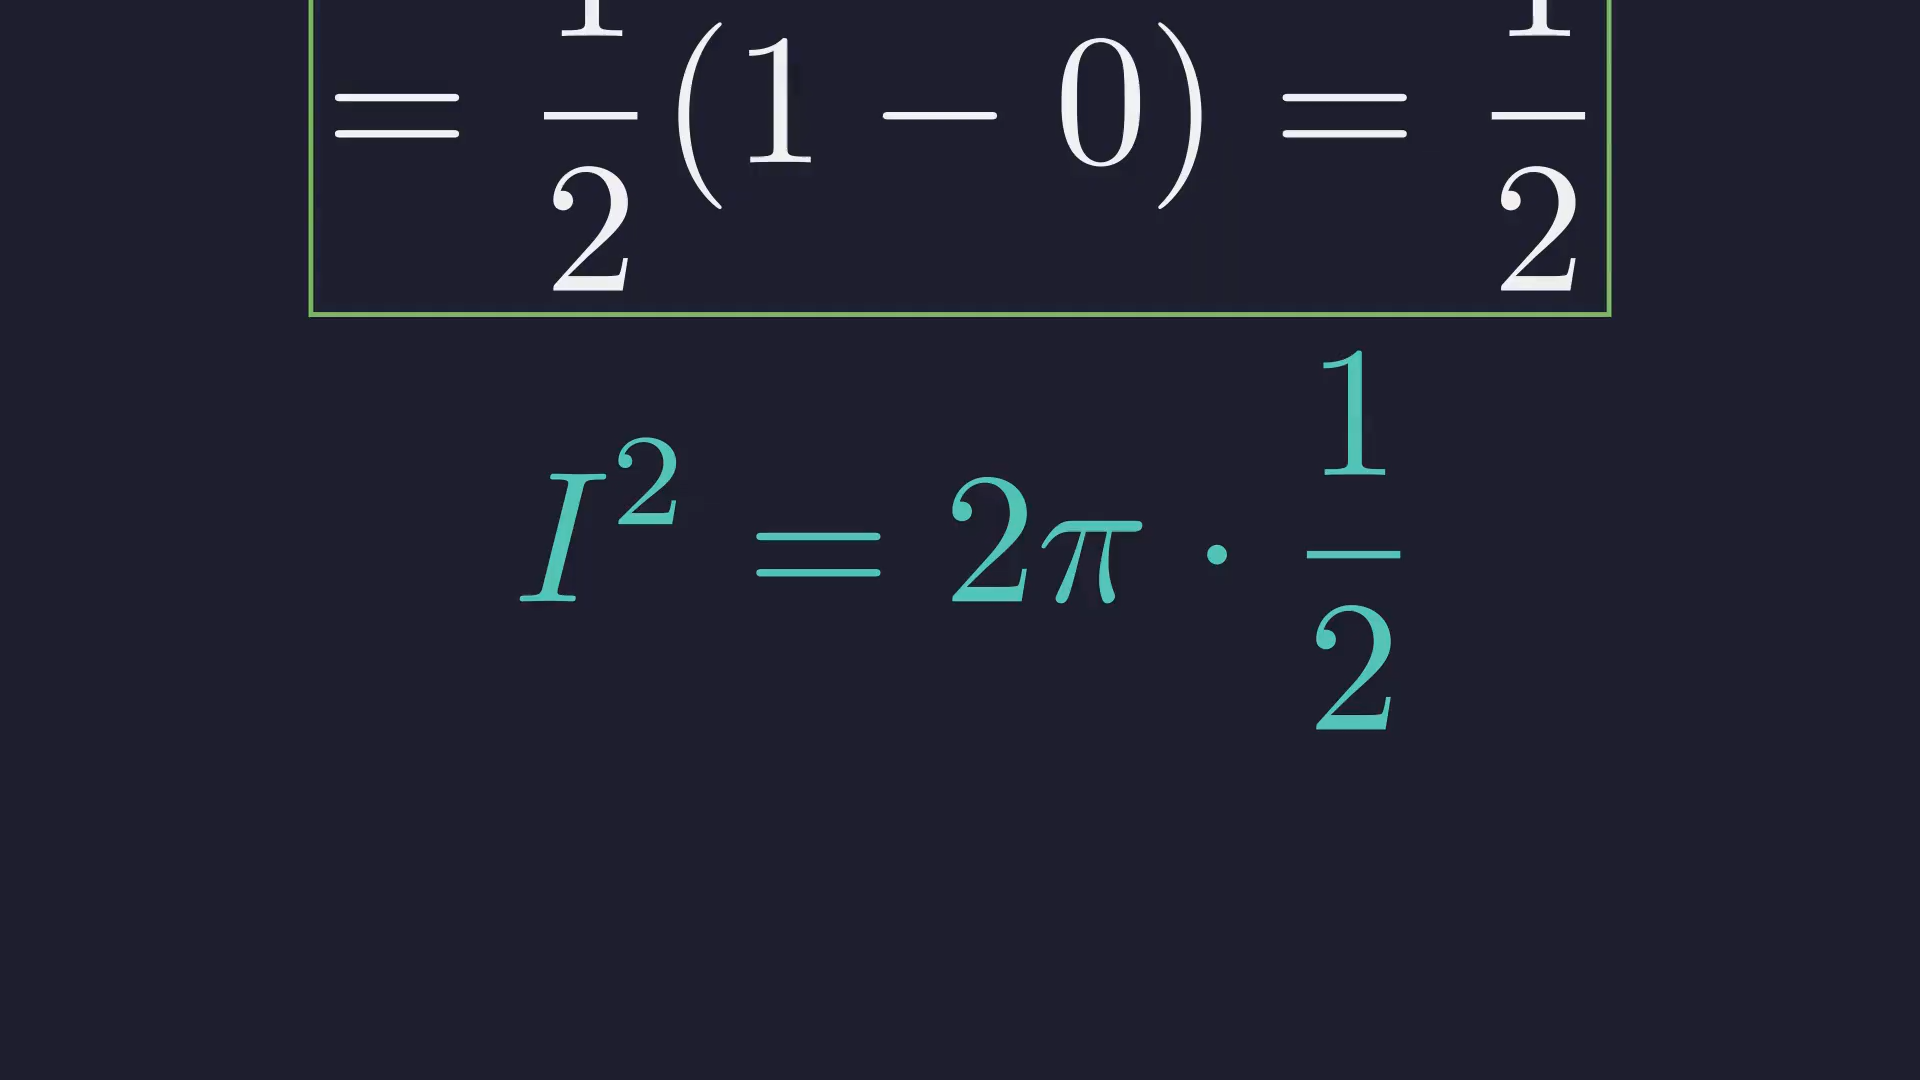 = 1/2 (1 − 0) = 1/2
I² = 2π · 1/2